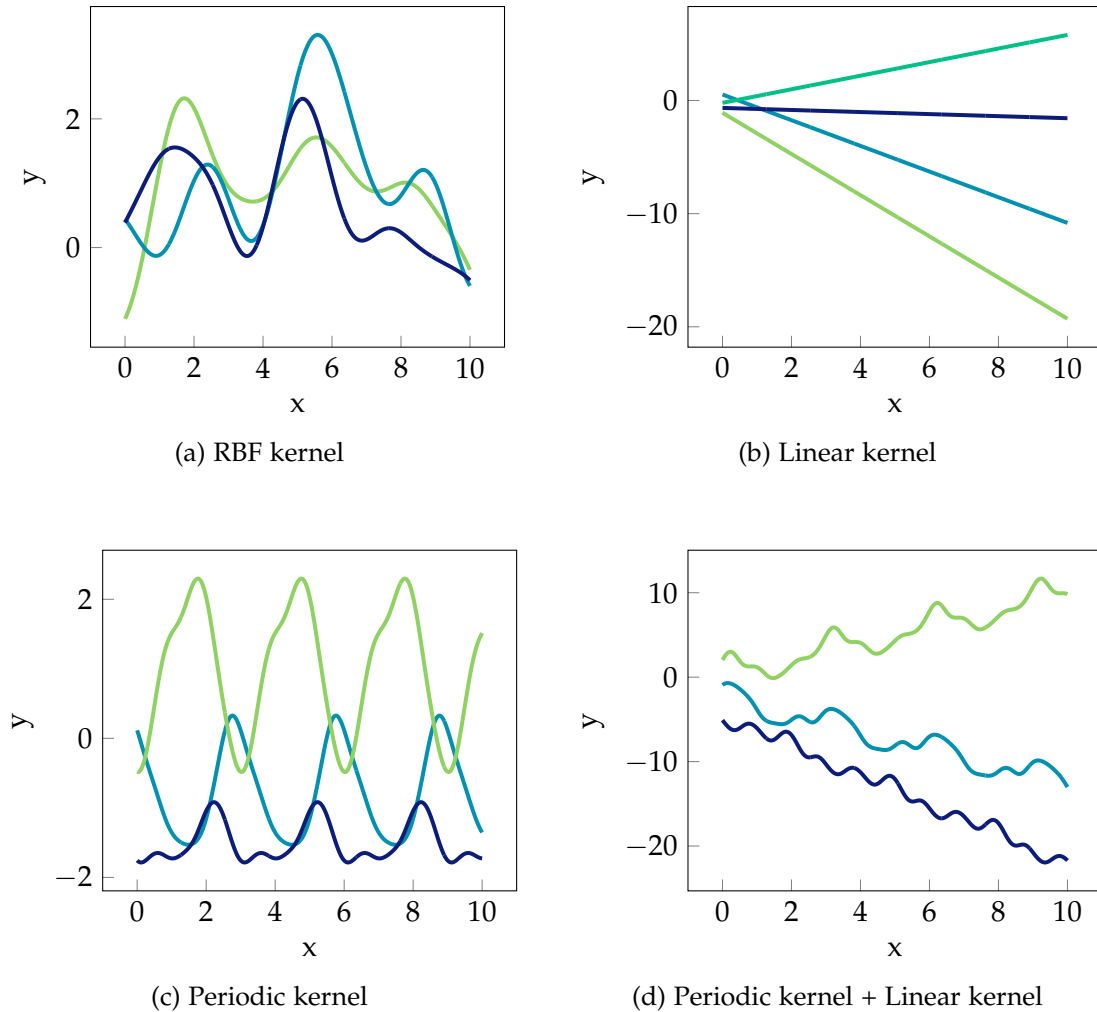 2
0
y
0 2 4 6 8 10
x
(a) RBF kernel
0
−10
−20
y
0 2 4 6 8 10
x
(b) Linear kernel
2
0
−2
y
0 2 4 6 8 10
x
(c) Periodic kernel
10
0
−10
−20
y
0 2 4 6 8 10
x
(d) Periodic kernel + Linear kernel